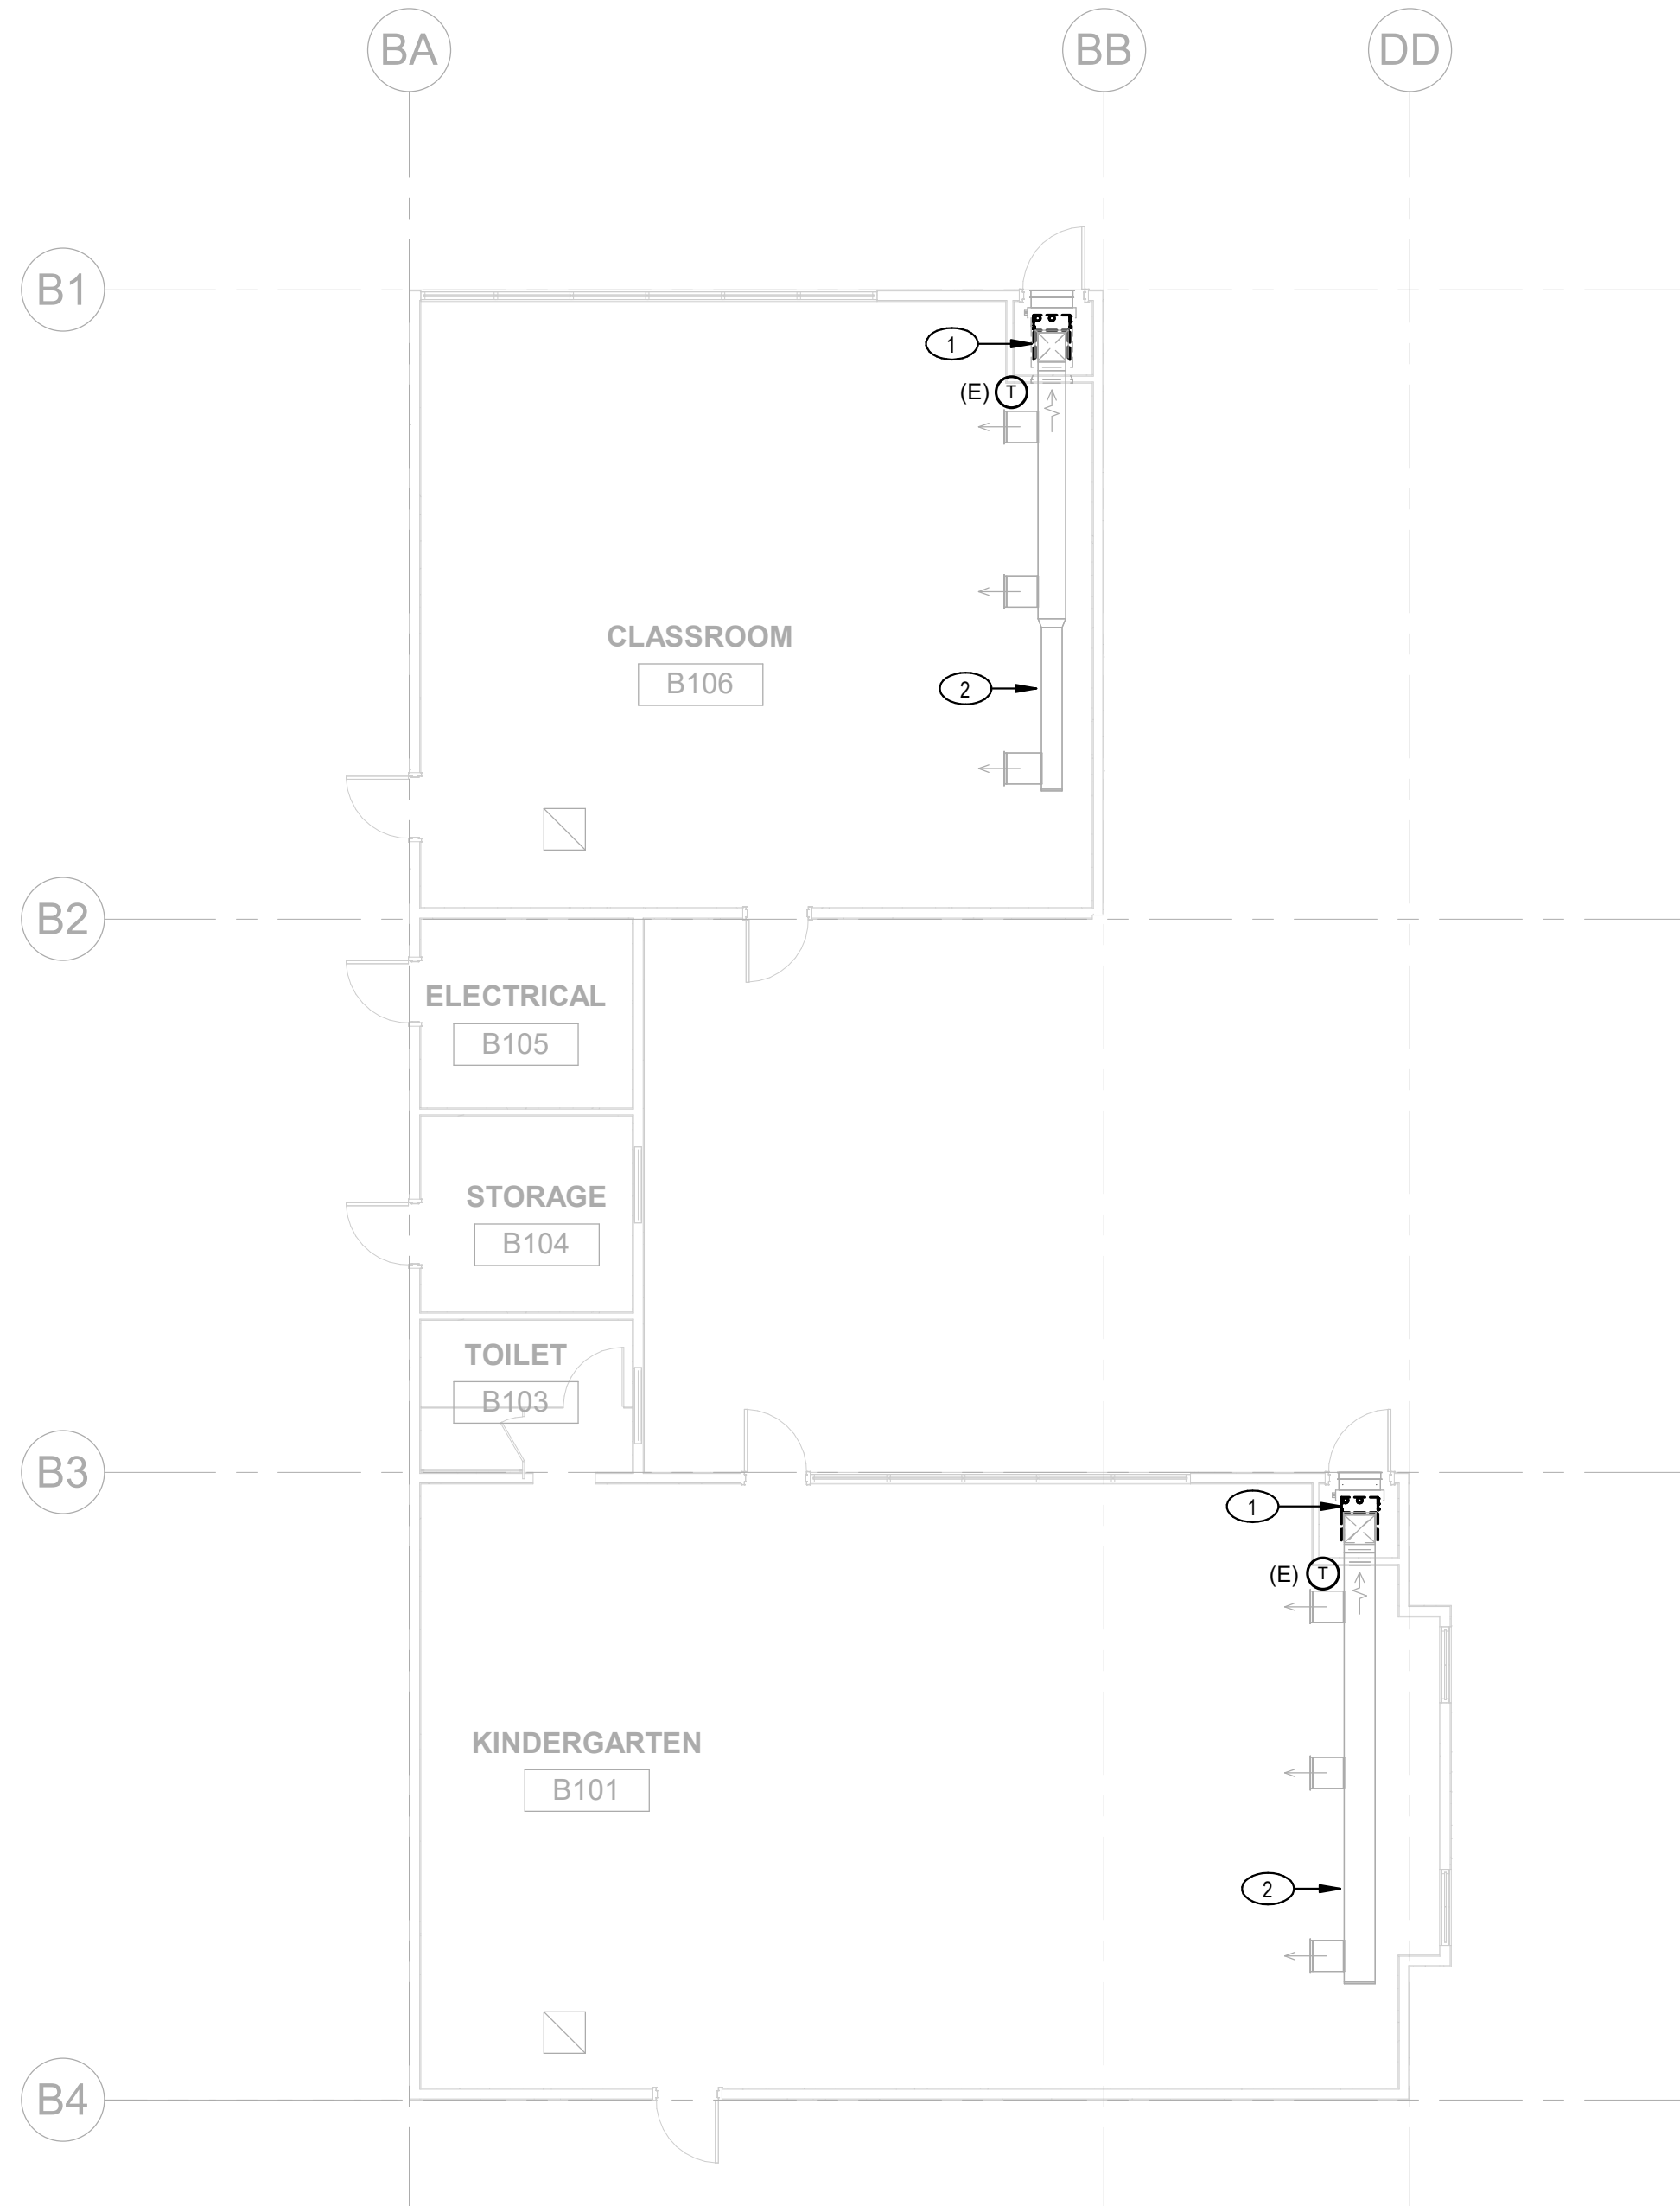 BA
BB
DD
B1
1
(E) T
CLASSROOM
B106
2
B2
ELECTRICAL
B105
STORAGE
B104
TOILET
B103
B3
1
(E) T
KINDERGARTEN
B101
2
B4